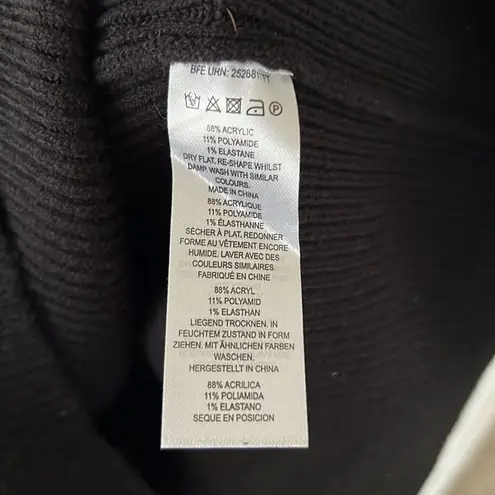 BFE URN: 252681
88% ACRYLIC
11% POLYAMIDE
1% ELASTANE
DRY FLAT. RE-SHAPE WHILST
DAMP. WASH WITH SIMILAR
COLOURS.
MADE IN CHINA
88% ACRYLIQUE
11% POLYAMIDE
1% ÉLASTHANNE
SÉCHER À PLAT. REDONNER
FORME AU VÊTEMENT ENCORE
HUMIDE. LAVER AVEC DES
COULEURS SIMILAIRES.
FABRIQUÉ EN CHINE
88% ACRYL
11% POLYAMID
1% ELASTHAN
LIEGEND TROCKNEN. IN
FEUCHTEM ZUSTAND IN FORM
ZIEHEN. MIT ÄHNLICHEN FARBEN
WASCHEN.
HERGESTELLT IN CHINA
88% ACRILICA
11% POLIAMIDA
1% ELASTANO
SEQUE EN POSICION